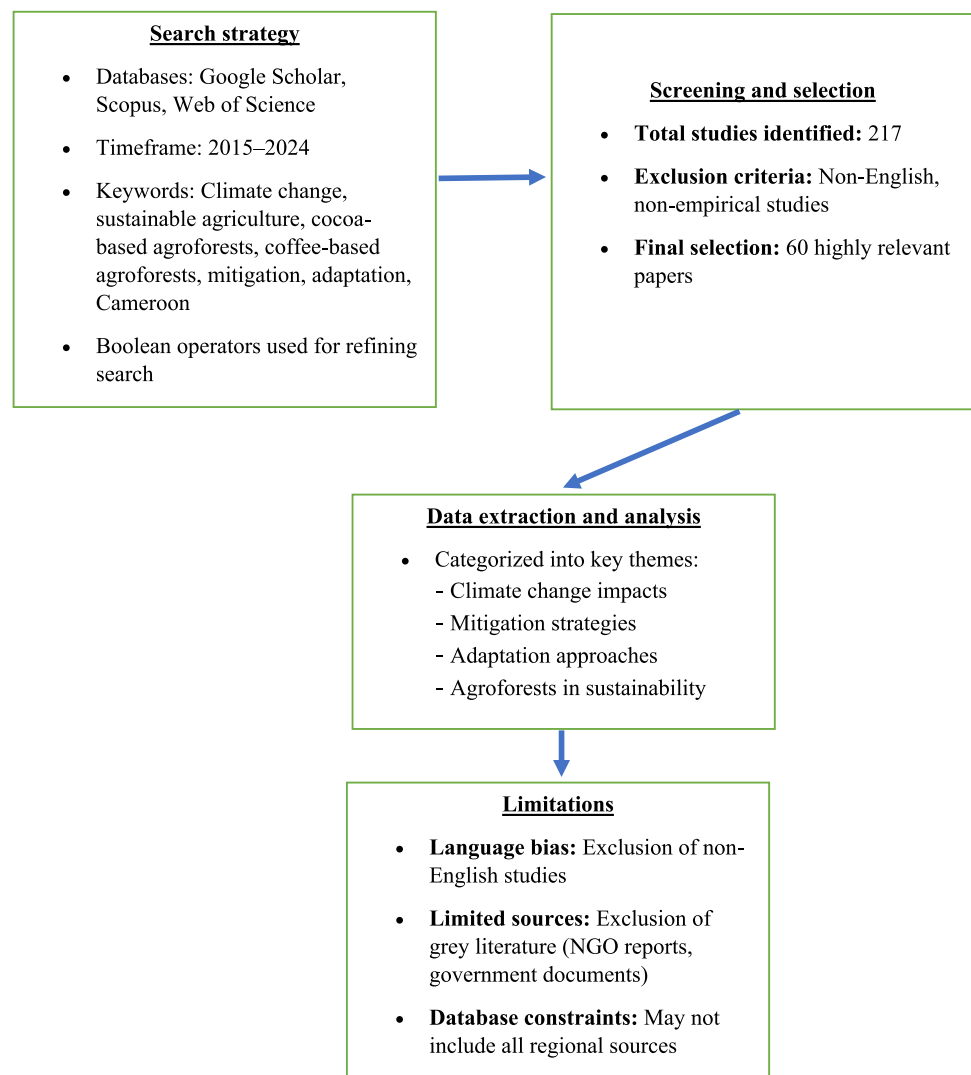 Search strategy
• Databases: Google Scholar,
Scopus, Web of Science
• Timeframe: 2015–2024
• Keywords: Climate change,
sustainable agriculture, cocoa-
based agroforests, coffee-based
agroforests, mitigation, adaptation,
Cameroon
• Boolean operators used for refining
search
Screening and selection
• Total studies identified: 217
• Exclusion criteria: Non-English,
non-empirical studies
• Final selection: 60 highly relevant
papers
Data extraction and analysis
• Categorized into key themes:
- Climate change impacts
- Mitigation strategies
- Adaptation approaches
- Agroforests in sustainability
Limitations
• Language bias: Exclusion of non-
English studies
• Limited sources: Exclusion of
grey literature (NGO reports,
government documents)
• Database constraints: May not
include all regional sources